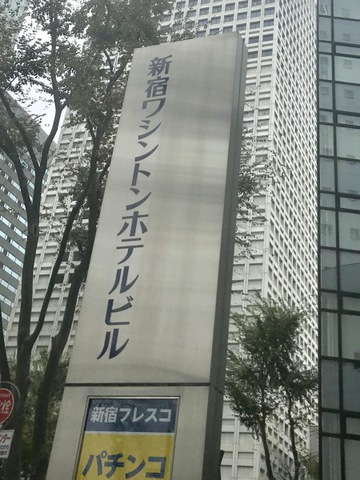 新宿ワシントンホテルビル
新宿フレスコ
パチンコ
栓